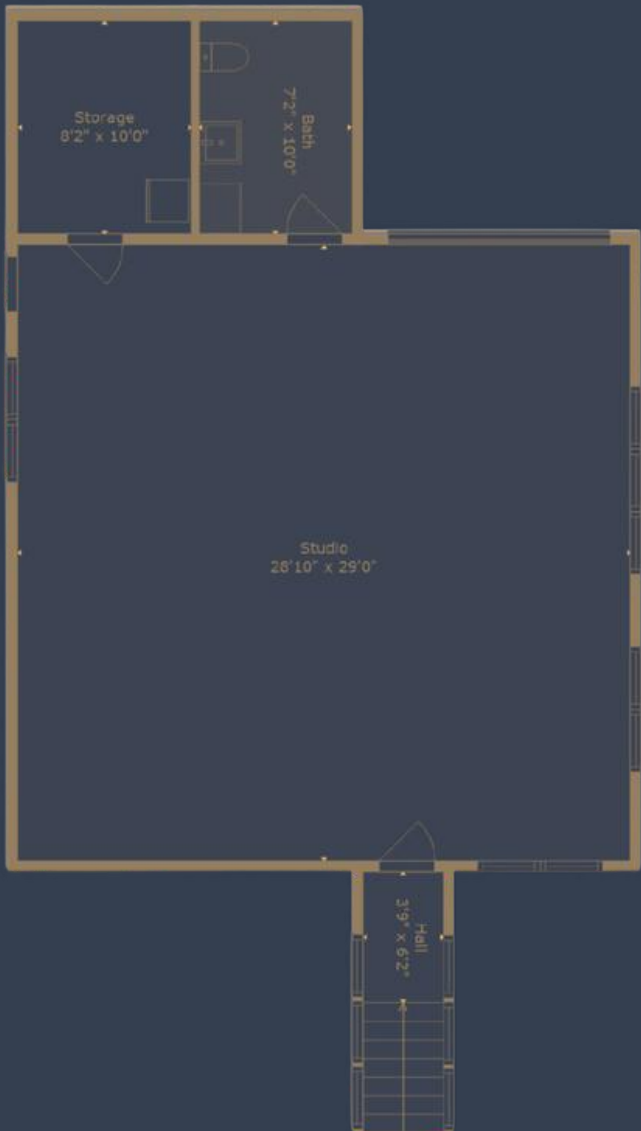 Storage
8'2" x 10'0"
Bath
7'2" x 10'0"
Studio
28'10" x 29'0"
Hall
3'9" x 6'2"